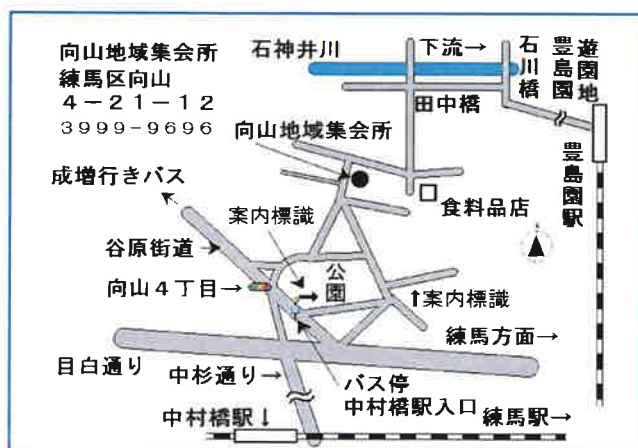 向山地域集会所
練馬区向山
4－21－12
3999－9696
石神井川
下流→
石川橋
豊島園
遊園地
田中橋
向山地域集会所
豊島園駅
成増行きバス
食料品店
案内標識
谷原街道
公園
向山4丁目→
↑案内標識
練馬方面→
目白通り
中杉通り→
バス停
中村橋駅入口
中村橋駅↓
練馬駅→